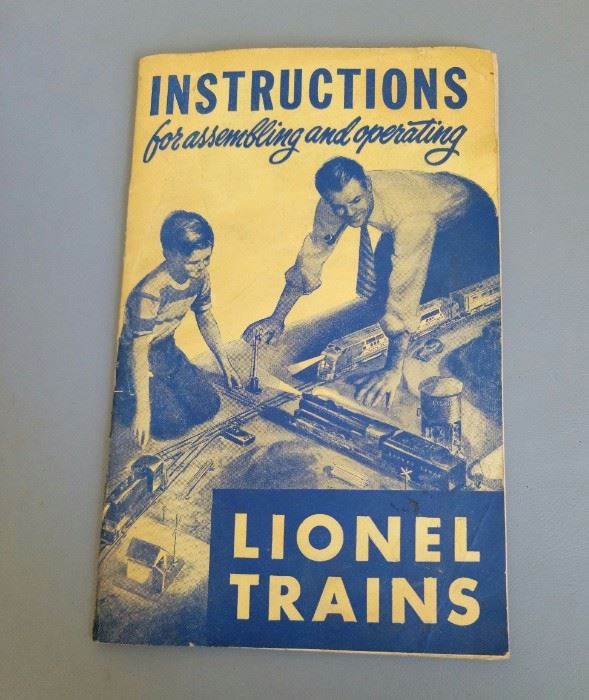 INSTRUCTIONS
for assembling and operating
LIONEL
TRAINS